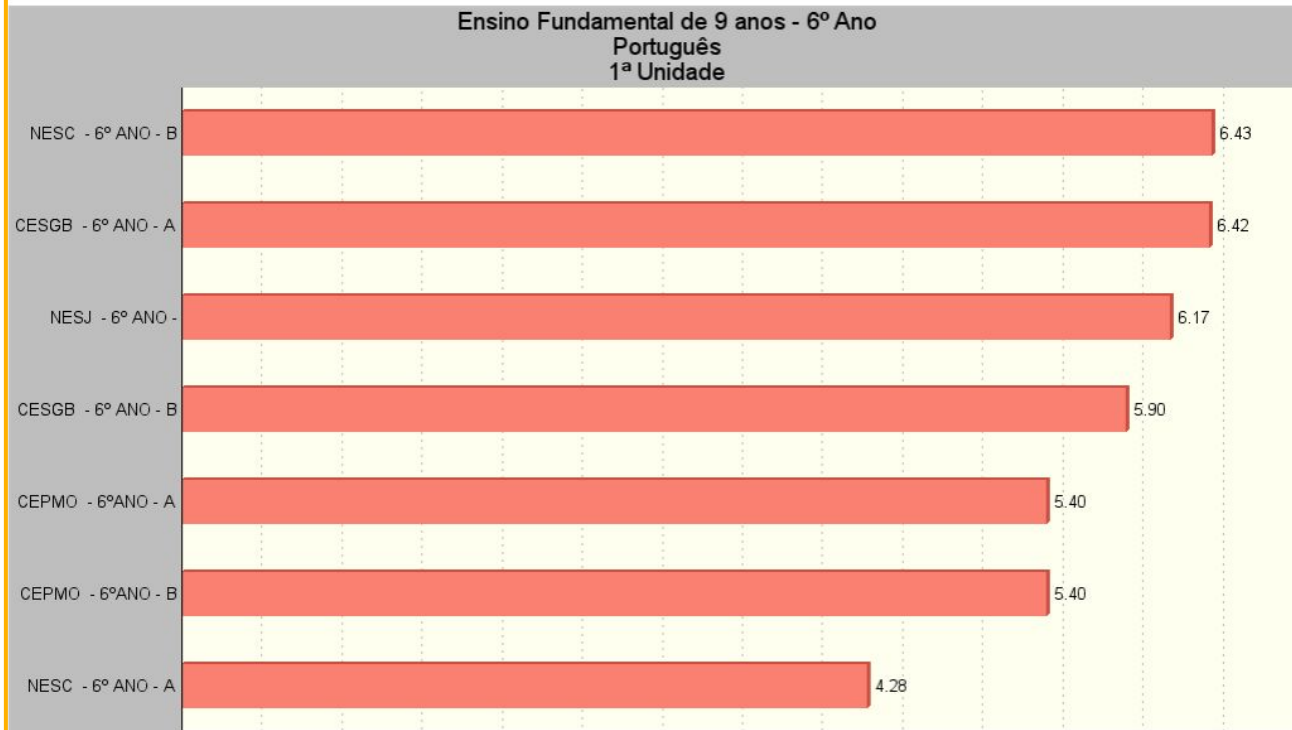 Ensino Fundamental de 9 anos - 6º Ano
Português
1ª Unidade
NESC - 6º ANO - B 6.43
CESGB - 6º ANO - A 6.42
NESJ - 6º ANO - 6.17
CESGB - 6º ANO - B 5.90
CEPMO - 6ºANO - A 5.40
CEPMO - 6ºANO - B 5.40
NESC - 6º ANO - A 4.28